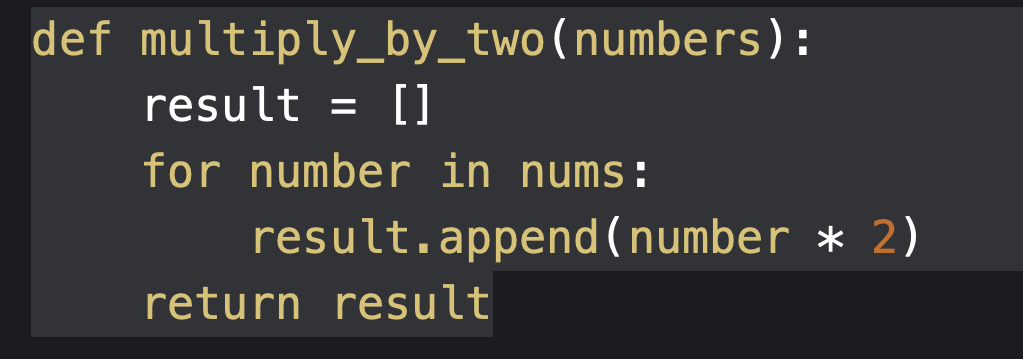 def multiply_by_two(numbers):
    result = []
    for number in nums:
        result.append(number * 2)
    return result